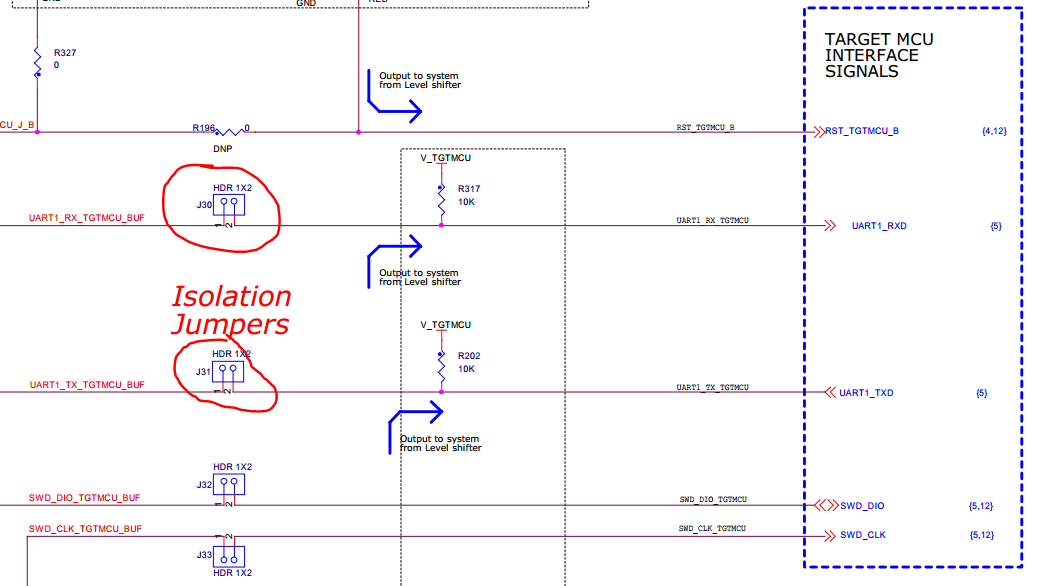 GND
R327
0
Output to system
from Level shifter
TARGET MCU
INTERFACE
SIGNALS
CU_J_B
R196
0
DNP
RST_TGTMCU_B
RST_TGTMCU_B
{4,12}
V_TGTMCU
HDR 1X2
J30
1
2
R317
10K
UART1_RX_TGTMCU_BUF
UART1_RX_TGTMCU
UART1_RXD
{5}
Output to system
from Level shifter
Isolation
Jumpers
V_TGTMCU
HDR 1X2
J31
1
2
R202
10K
UART1_TX_TGTMCU_BUF
UART1_TX_TGTMCU
UART1_TXD
{5}
Output to system
from Level shifter
HDR 1X2
J32
1
2
SWD_DIO_TGTMCU_BUF
SWD_DIO_TGTMCU
SWD_DIO
{5,12}
SWD_CLK_TGTMCU_BUF
SWD_CLK_TGTMCU
SWD_CLK
{5,12}
1
2
J33
HDR 1X2